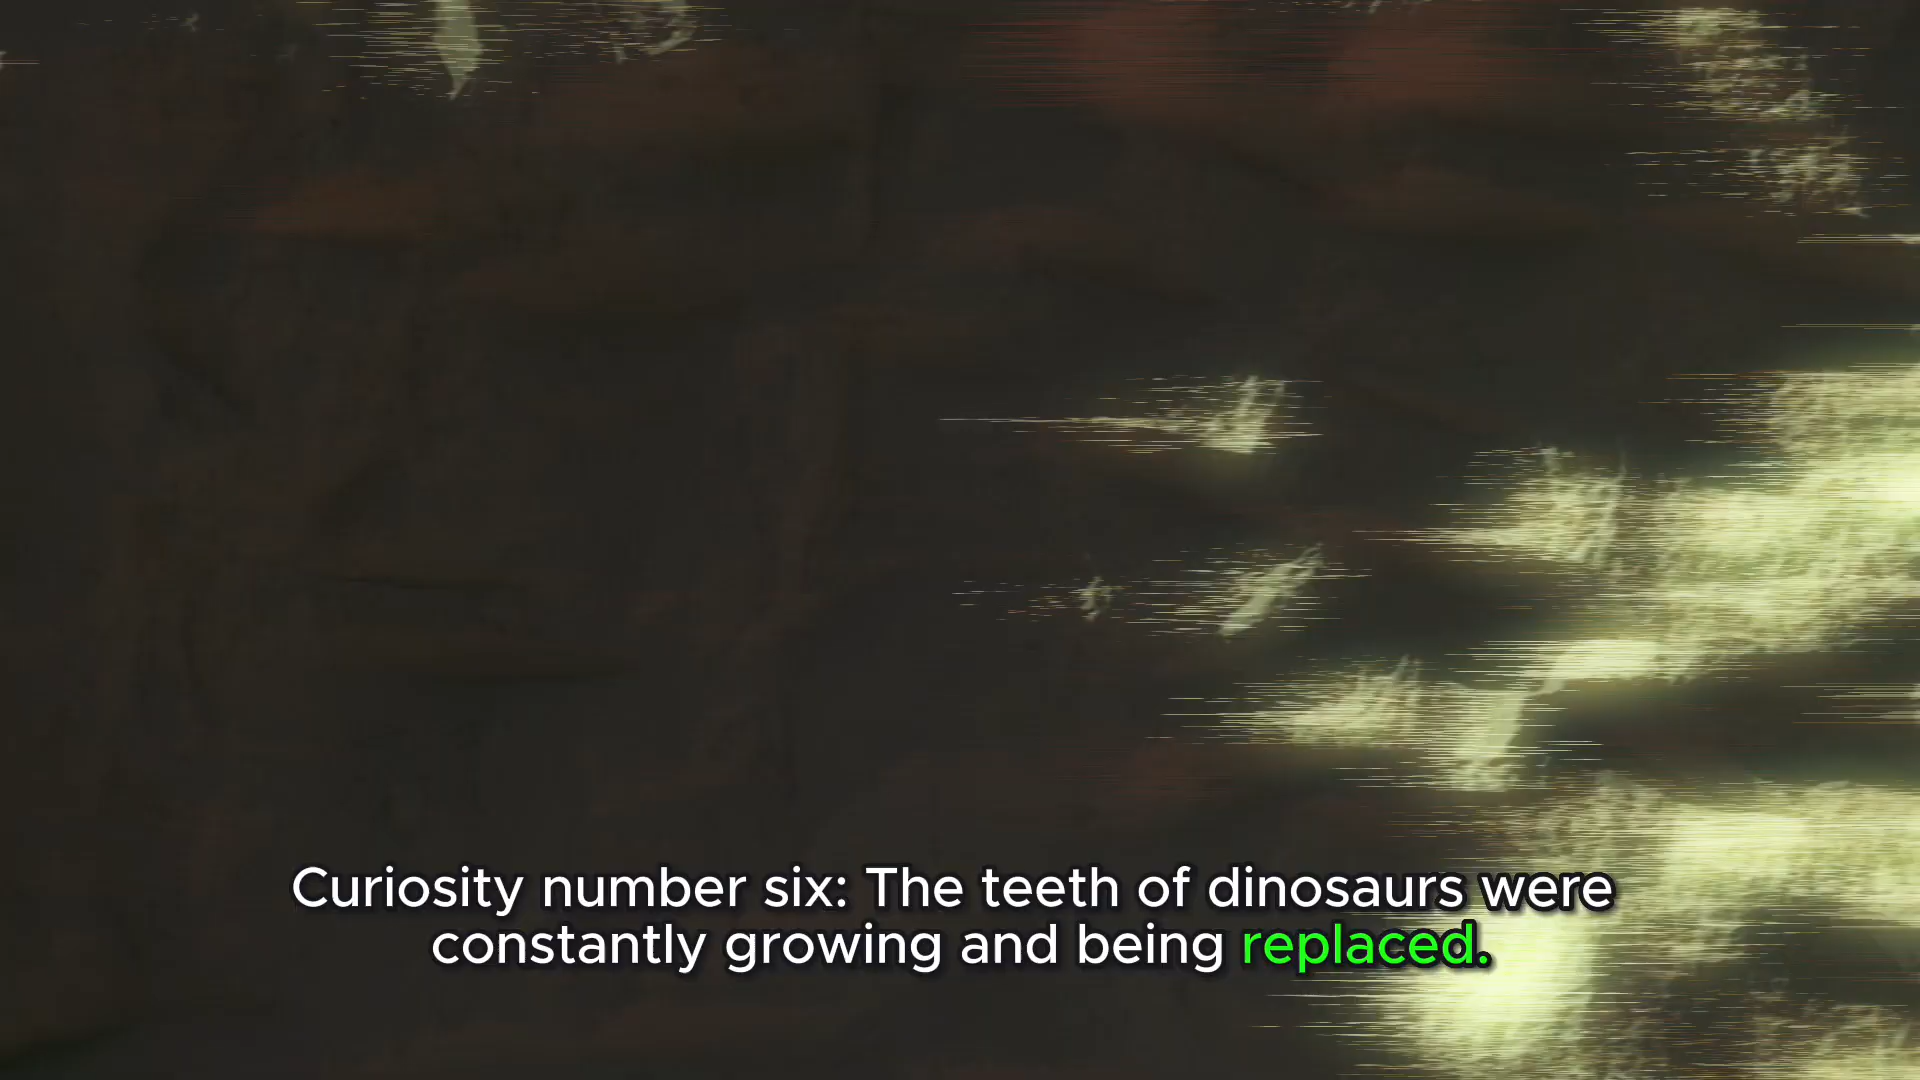 Curiosity number six: The teeth of dinosaurs were
constantly growing and being replaced.